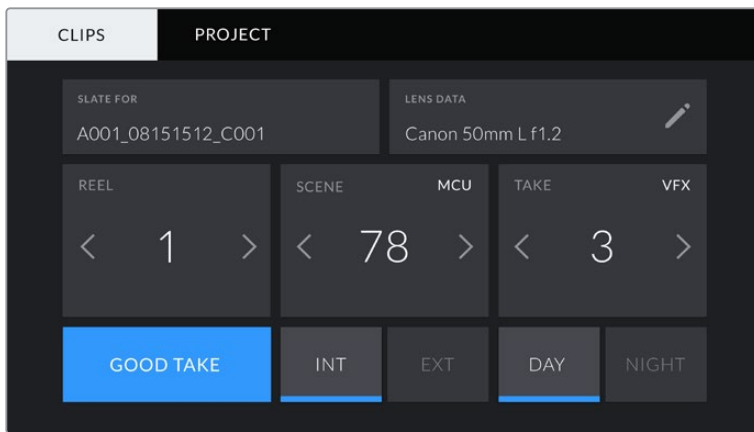 CLIPS PROJECT
SLATE FOR LENS DATA
A001_08151512_C001 Canon 50mm L f1.2
REEL SCENE MCU TAKE VFX
1 78 3
GOOD TAKE INT EXT DAY NIGHT